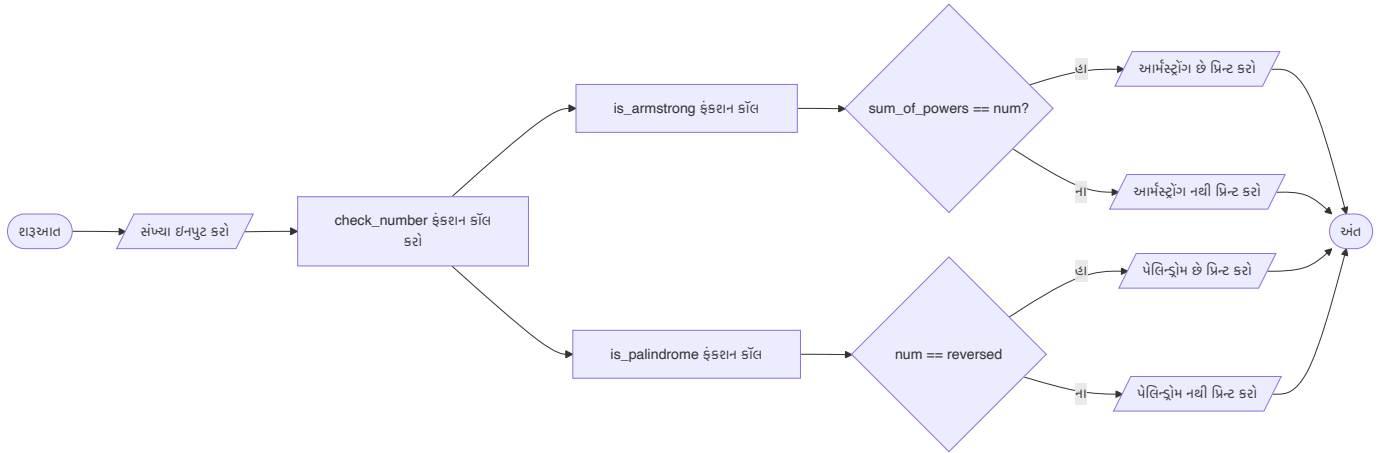 શરૂઆત
સંખ્યા ઇનપુટ કરો
check_number ફંક્શન કૉલ
કરો
is_armstrong ફંક્શન કૉલ
sum_of_powers == num?
હા
આર્મસ્ટ્રોંગ છે પ્રિન્ટ કરો
ના
આર્મસ્ટ્રોંગ નથી પ્રિન્ટ કરો
is_palindrome ફંક્શન કૉલ
num == reversed
હા
પેલિન્ડ્રોમ છે પ્રિન્ટ કરો
ના
પેલિન્ડ્રોમ નથી પ્રિન્ટ કરો
અંત